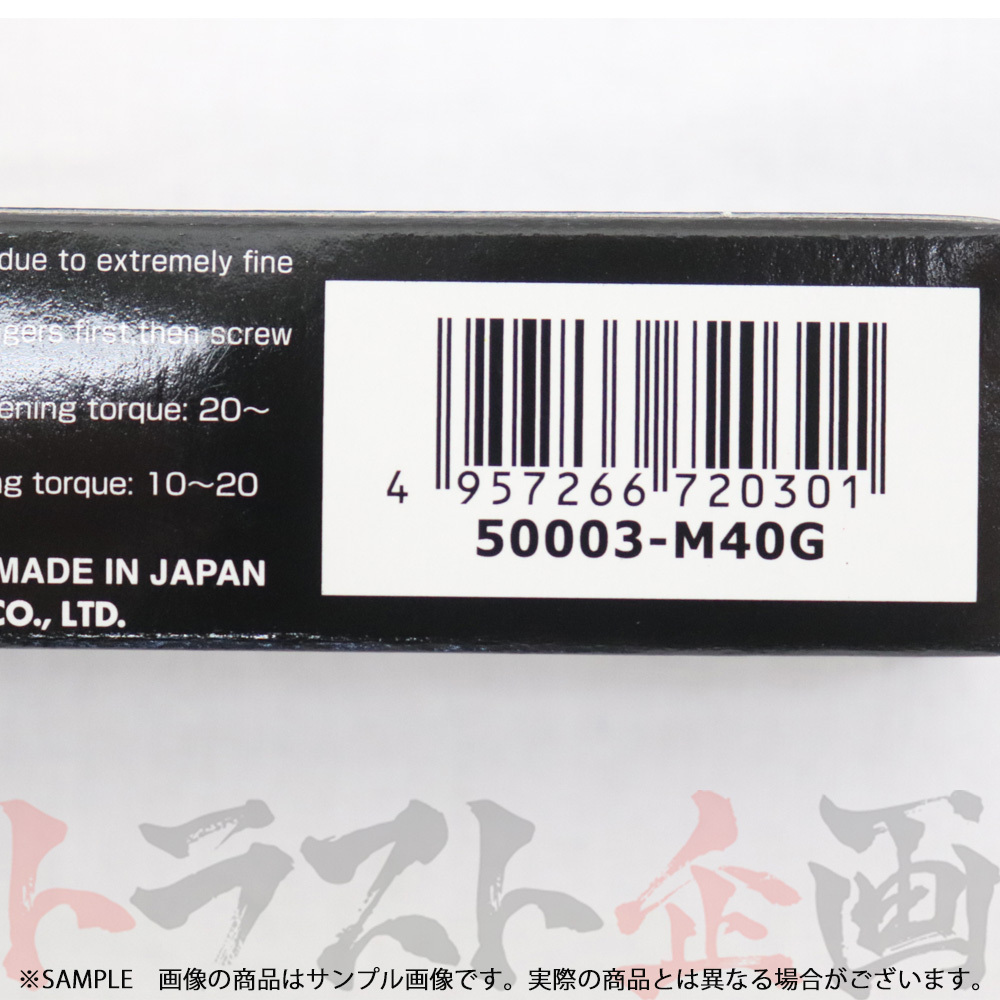 due to extremely fine
gers first,then screw
ening torque: 20～
ng torque: 10～20
MADE IN JAPAN
CO., LTD.
4 957266 720301
50003-M40G
トラスト企画
※SAMPLE 画像の商品はサンプル画像です。実際の商品とは異なる場合がございます。